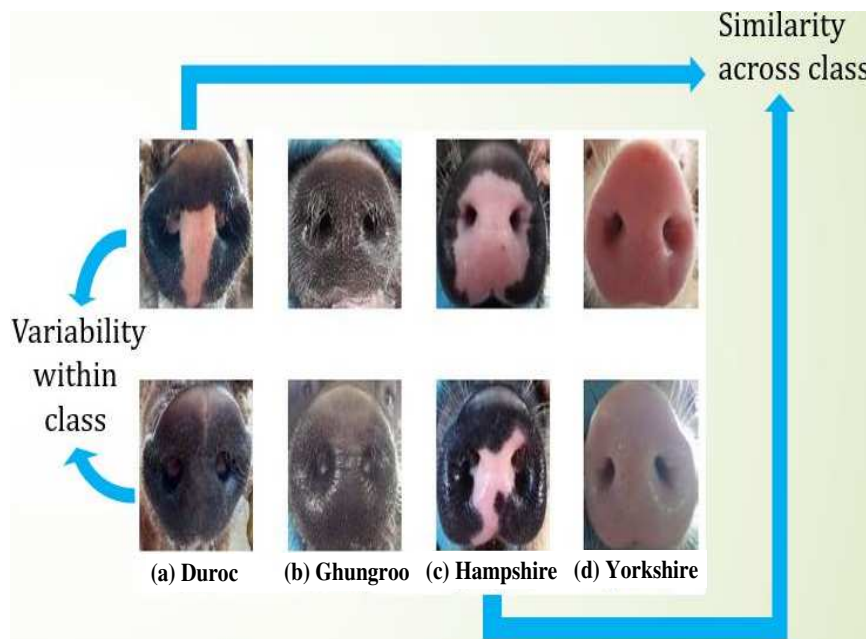 Similarity
across class
Variability
within
class
(a) Duroc (b) Ghungroo (c) Hampshire (d) Yorkshire